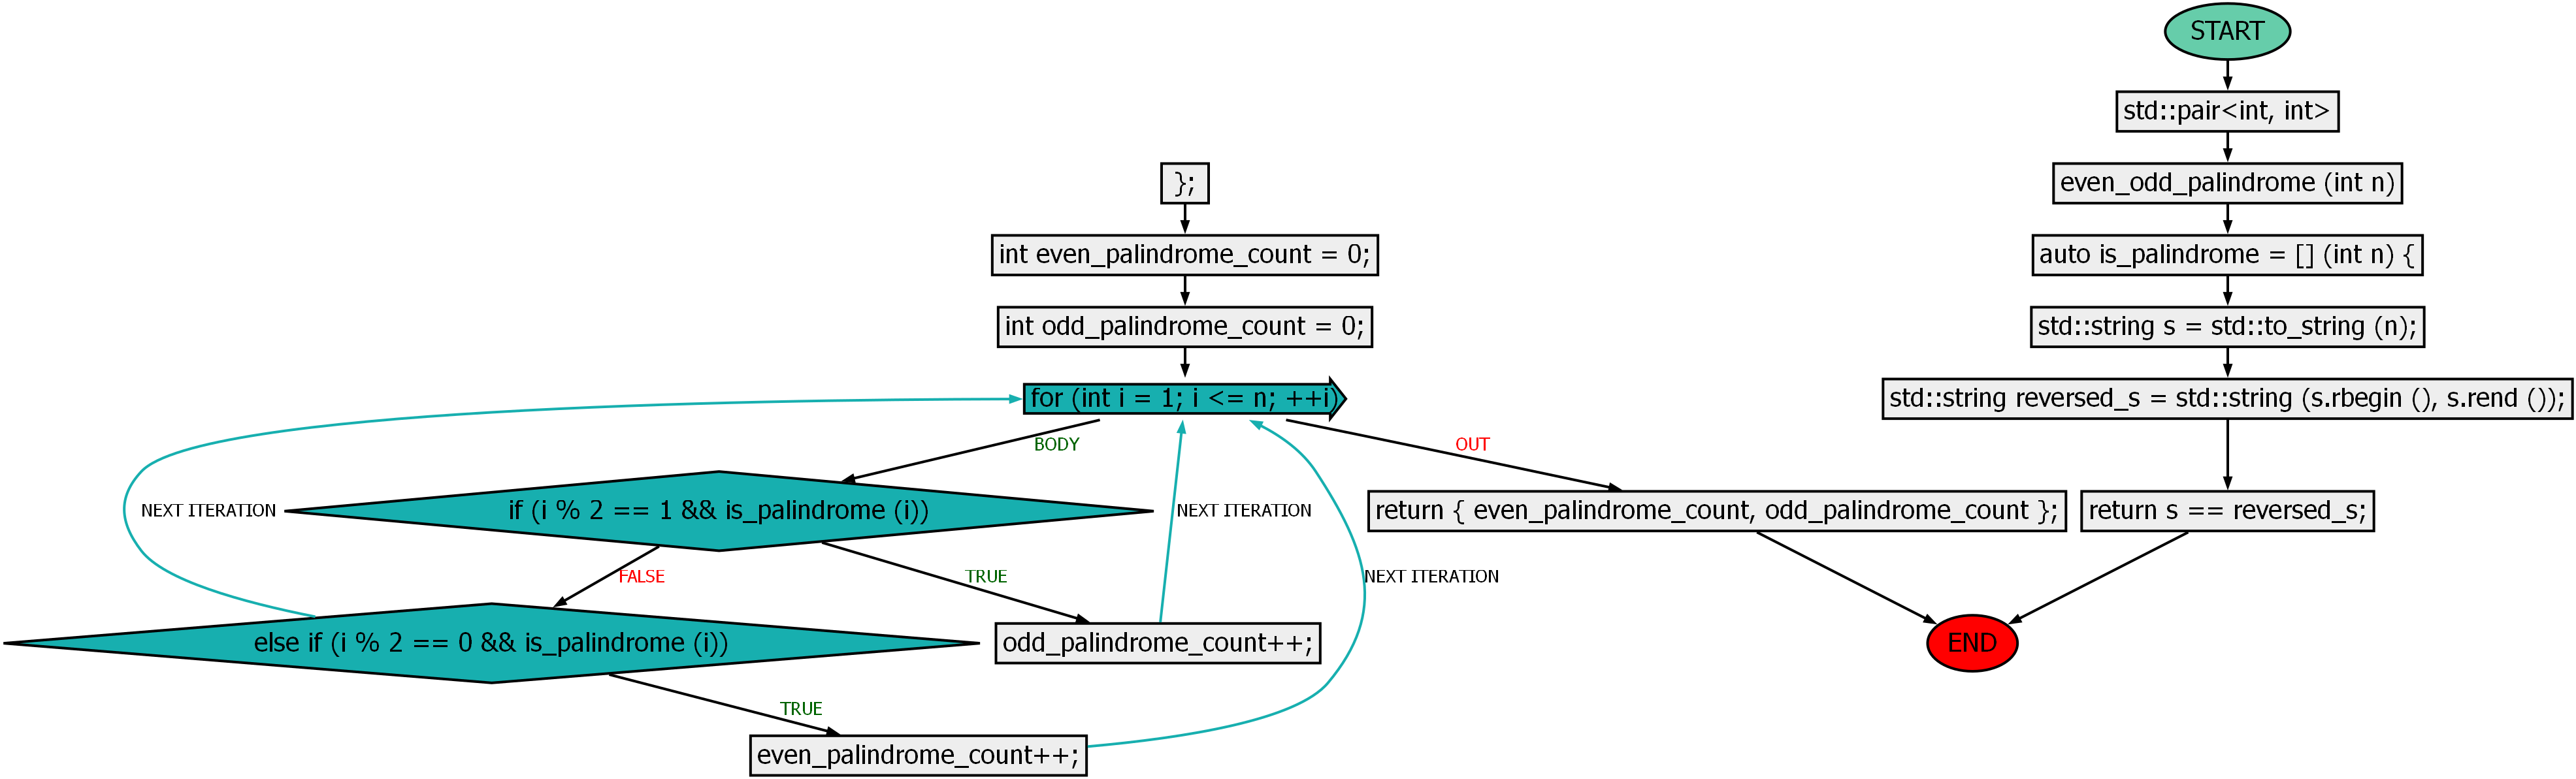 START
std::pair<int, int>
even_odd_palindrome (int n)
auto is_palindrome = [] (int n) {
std::string s = std::to_string (n);
std::string reversed_s = std::string (s.rbegin (), s.rend ());
return s == reversed_s;
};
int even_palindrome_count = 0;
int odd_palindrome_count = 0;
for (int i = 1; i <= n; ++i)
BODY
OUT
NEXT ITERATION
if (i % 2 == 1 && is_palindrome (i))
NEXT ITERATION
return { even_palindrome_count, odd_palindrome_count };
FALSE
TRUE
NEXT ITERATION
else if (i % 2 == 0 && is_palindrome (i))
odd_palindrome_count++;
END
TRUE
even_palindrome_count++;